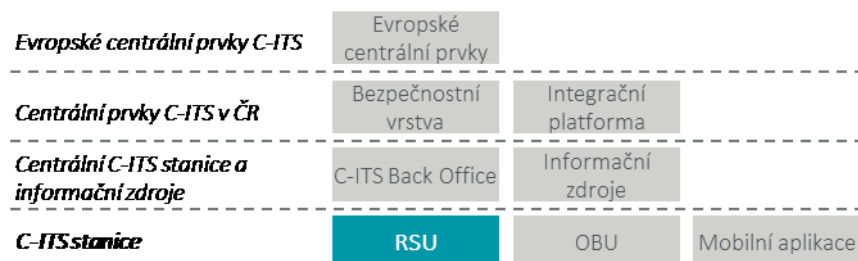 Evropské centrální prvky C-ITS
Evropské
centrální prvky
Centrální prvky C-ITS v ČR
Bezpečnostní
vrstva
Integrační
platforma
Centrální C-ITS stanice a
informační zdroje
C-ITS Back Office
Informační
zdroje
C-ITS stanice
RSU
OBU
Mobilní aplikace